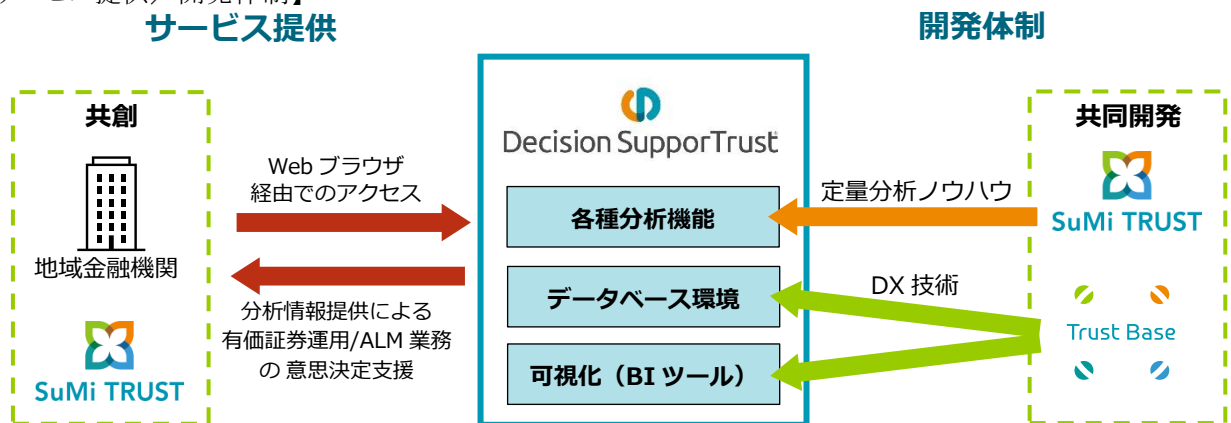 サービス提供
開発体制
共創
地域金融機関
SuMi TRUST
Web ブラウザ
経由でのアクセス
分析情報提供による
有価証券運用/ALM 業務
の 意思決定支援
Decision SupporTrust
各種分析機能
データベース環境
可視化（BI ツール）
定量分析ノウハウ
DX 技術
共同開発
SuMi TRUST
Trust Base